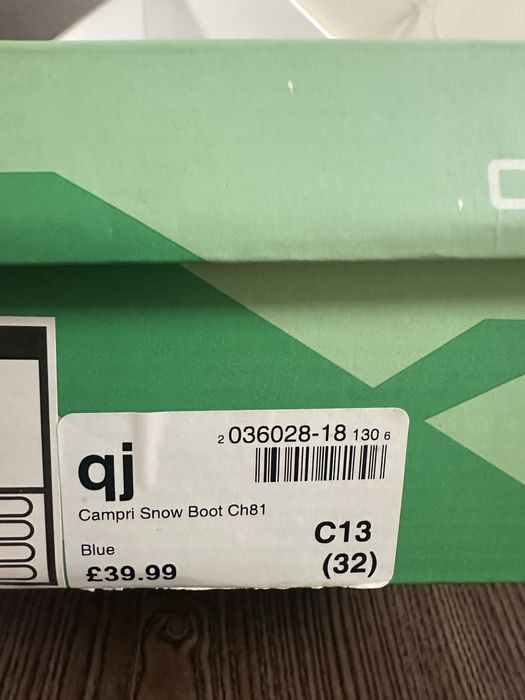 qj
2 036028-18 130 6
Campri Snow Boot Ch81
Blue
C13
£39.99
(32)